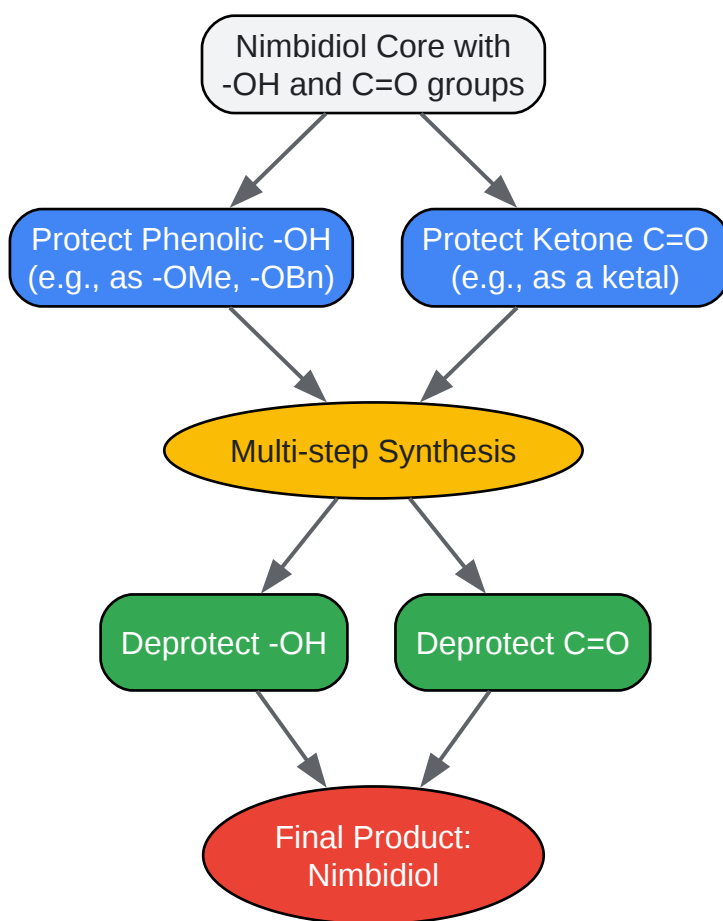 Nimbidiol Core with
-OH and C=O groups
Protect Phenolic -OH
(e.g., as -OMe, -OBn)
Protect Ketone C=O
(e.g., as a ketal)
Multi-step Synthesis
Deprotect -OH
Deprotect C=O
Final Product:
Nimbidiol